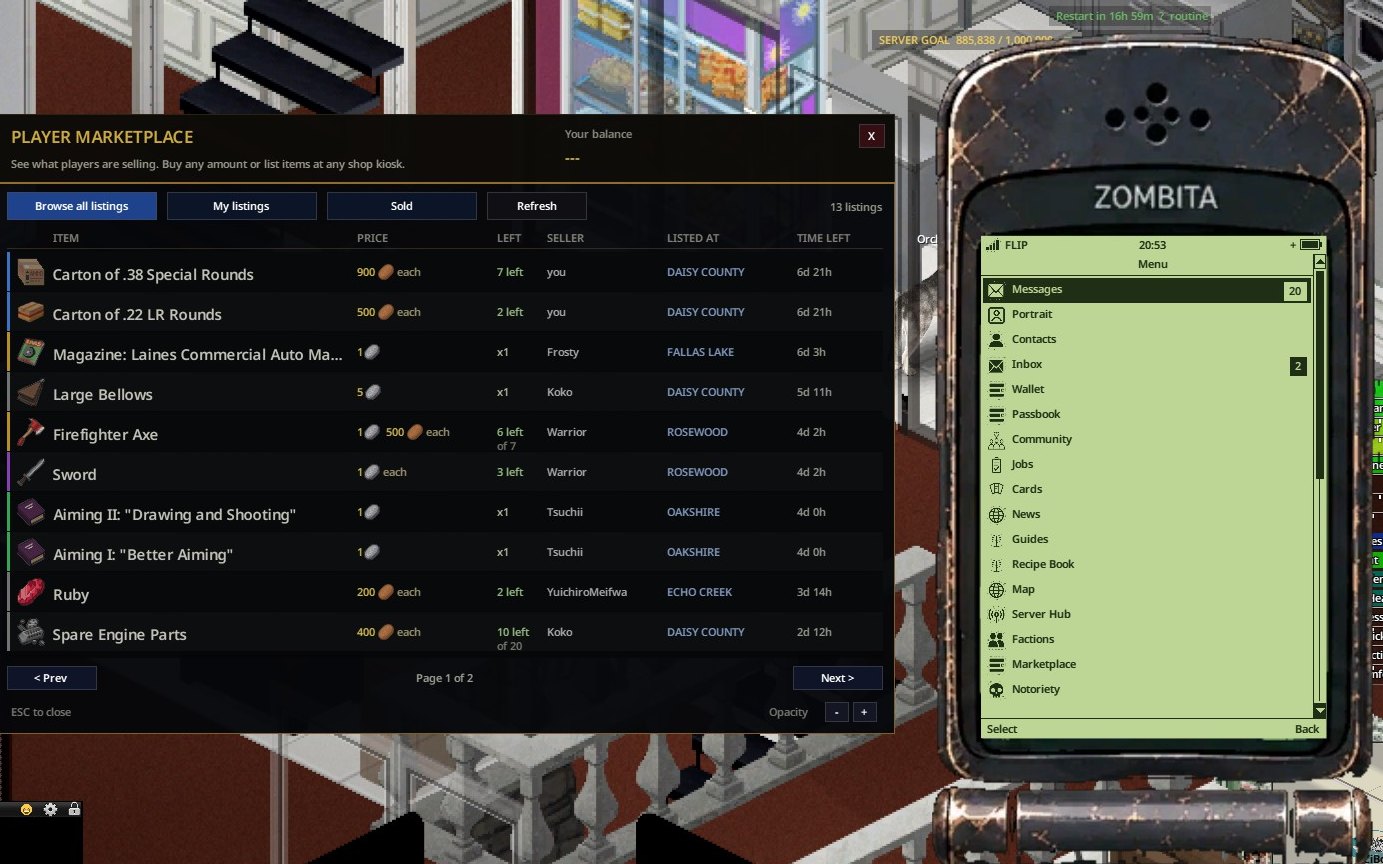 Restart in 16h 59m ? routine
SERVER GOAL 885,838 / 1,000,000
PLAYER MARKETPLACE
Your balance
X
See what players are selling. Buy any amount or list items at any shop kiosk.
---
Browse all listings My listings Sold Refresh 13 listings
ITEM PRICE LEFT SELLER LISTED AT TIME LEFT
Carton of .38 Special Rounds 900 each 7 left you DAISY COUNTY 6d 21h
Carton of .22 LR Rounds 500 each 2 left you DAISY COUNTY 6d 21h
Magazine: Laines Commercial Auto Ma... 1 x1 Frosty FALLAS LAKE 6d 3h
Large Bellows 5 x1 Koko DAISY COUNTY 5d 11h
Firefighter Axe 1 500 each 6 left Warrior ROSEWOOD 4d 2h
of 7
Sword 1 each 3 left Warrior ROSEWOOD 4d 2h
Aiming II: "Drawing and Shooting" 1 x1 Tsuchii OAKSHIRE 4d 0h
Aiming I: "Better Aiming" 1 x1 Tsuchii OAKSHIRE 4d 0h
Ruby 200 each 2 left YuichiroMeifwa ECHO CREEK 3d 14h
Spare Engine Parts 400 each 10 left Koko DAISY COUNTY 2d 12h
of 20
< Prev Page 1 of 2 Next >
ESC to close Opacity - +
ZOMBITA
FLIP 20:53 +
Menu
Messages 20
Portrait
Contacts
Inbox 2
Wallet
Passbook
Community
Jobs
Cards
News
Guides
Recipe Book
Map
Server Hub
Factions
Marketplace
Notoriety
Select Back